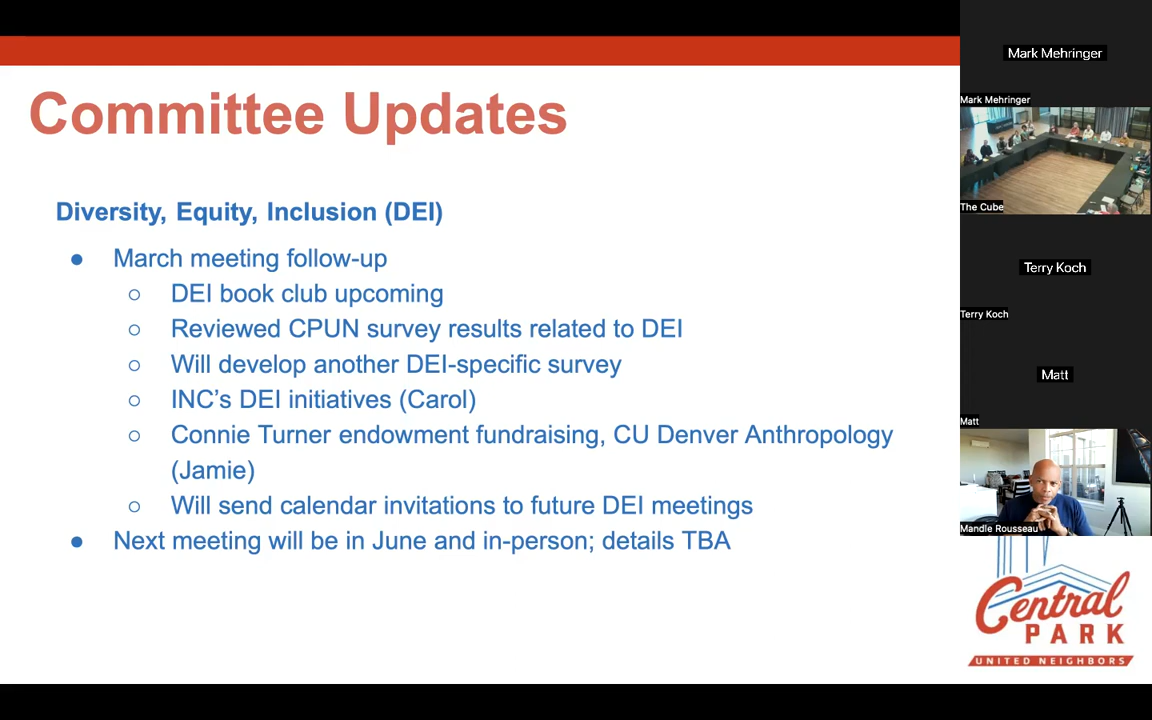 Committee Updates
Diversity, Equity, Inclusion (DEI)
● March meeting follow-up
○ DEI book club upcoming
○ Reviewed CPUN survey results related to DEI
○ Will develop another DEI-specific survey
○ INC’s DEI initiatives (Carol)
○ Connie Turner endowment fundraising, CU Denver Anthropology
(Jamie)
○ Will send calendar invitations to future DEI meetings
● Next meeting will be in June and in-person; details TBA
Mark Mehringer
Mark Mehringer
The Cube
Terry Koch
Terry Koch
Matt
Matt
Mandle Rousseau
Central
PARK
UNITED NEIGHBORS